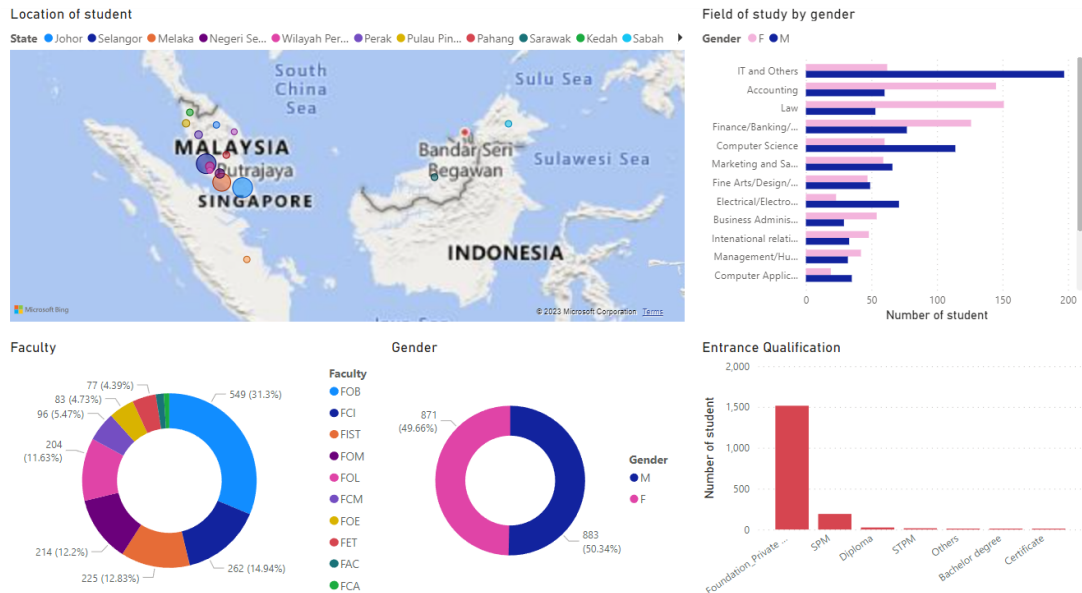 Location of student
State Johor Selangor Melaka Negeri Se... Wilayah Per... Perak Pulau Pin... Pahang Sarawak Kedah Sabah
South
China
Sea
Sulu Sea
MALAYSIA
Putrajaya
SINGAPORE
Bandar Seri
Begawan
Sulawesi Sea
INDONESIA
Microsoft Bing
© 2023 Microsoft Corporation Terms
Field of study by gender
Gender F M
IT and Others
Accounting
Law
Finance/Banking/...
Computer Science
Marketing and Sa...
Fine Arts/Design/...
Electrical/Electro...
Business Adminis...
Intenational relati...
Management/Hu...
Computer Applic...
0 50 100 150 200
Number of student
Faculty
549 (31.3%)
262 (14.94%)
225 (12.83%)
214 (12.2%)
204
(11.63%)
96 (5.47%)
83 (4.73%)
77 (4.39%)
Faculty
FOB
FCI
FIST
FOM
FOL
FCM
FOE
FET
FAC
FCA
Gender
871
(49.66%)
883
(50.34%)
Gender
M
F
Entrance Qualification
Number of student
2,000
1,500
1,000
500
0
Foundation_Private ...
SPM
Diploma
STPM
Others
Bachelor degree
Certificate